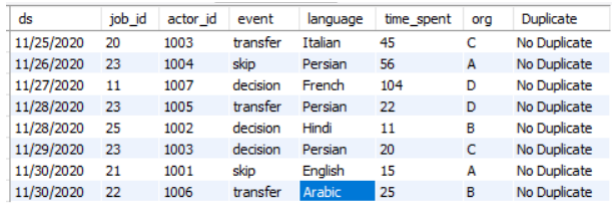 ds job_id actor_id event language time_spent org Duplicate
11/25/2020 20 1003 transfer Italian 45 C No Duplicate
11/26/2020 23 1004 skip Persian 56 A No Duplicate
11/27/2020 11 1007 decision French 104 D No Duplicate
11/28/2020 23 1005 transfer Persian 22 D No Duplicate
11/28/2020 25 1002 decision Hindi 11 B No Duplicate
11/29/2020 23 1003 decision Persian 20 C No Duplicate
11/30/2020 21 1001 skip English 15 A No Duplicate
11/30/2020 22 1006 transfer Arabic 25 B No Duplicate